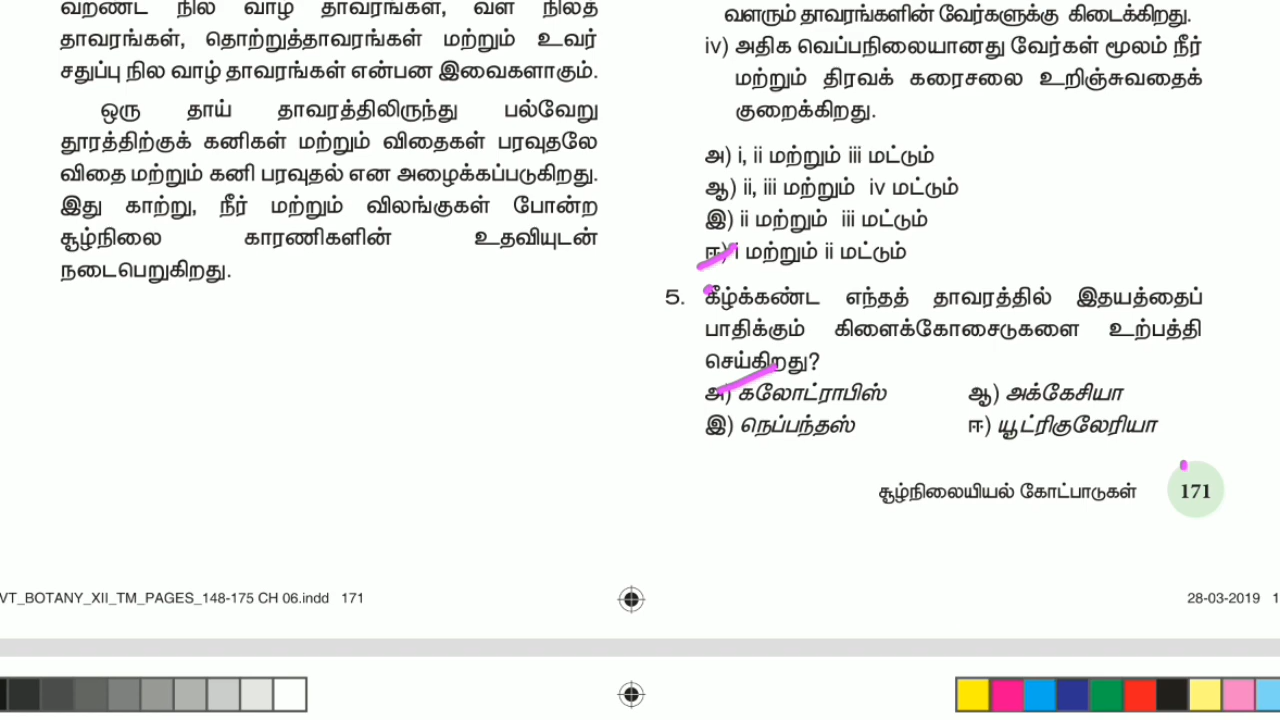 வறண்ட நில வாழ் தாவரங்கள், வள நிலத்
தாவரங்கள், தொற்றுத்தாவரங்கள் மற்றும் உவர்
சதுப்பு நில வாழ் தாவரங்கள் என்பன இவைகளாகும்.
ஒரு தாய் தாவரத்திலிருந்து பல்வேறு
தூரத்திற்குக் கனிகள் மற்றும் விதைகள் பரவுதலே
விதை மற்றும் கனி பரவுதல் என அழைக்கப்படுகிறது.
இது காற்று, நீர் மற்றும் விலங்குகள் போன்ற
சூழ்நிலை காரணிகளின் உதவியுடன்
நடைபெறுகிறது.
வளரும் தாவரங்களின் வேர்களுக்கு கிடைக்கிறது.
iv) அதிக வெப்பநிலையானது வேர்கள் மூலம் நீர்
மற்றும் திரவக் கரைசலை உறிஞ்சுவதைக்
குறைக்கிறது.
அ) i, ii மற்றும் iii மட்டும்
ஆ) ii, iii மற்றும் iv மட்டும்
இ) ii மற்றும் iii மட்டும்
ஈ) i மற்றும் ii மட்டும்
5. கீழ்க்கண்ட எந்தத் தாவரத்தில் இதயத்தைப்
பாதிக்கும் கிளைக்கோசைடுகளை உற்பத்தி
செய்கிறது?
அ) கலோட்ராபிஸ் ஆ) அக்கேசியா
இ) நெப்பந்தஸ் ஈ) யூட்ரிகுலேரியா
சூழ்நிலையியல் கோட்பாடுகள் 171
VT_BOTANY_XII_TM_PAGES_148-175 CH 06.indd 171 28-03-2019 1